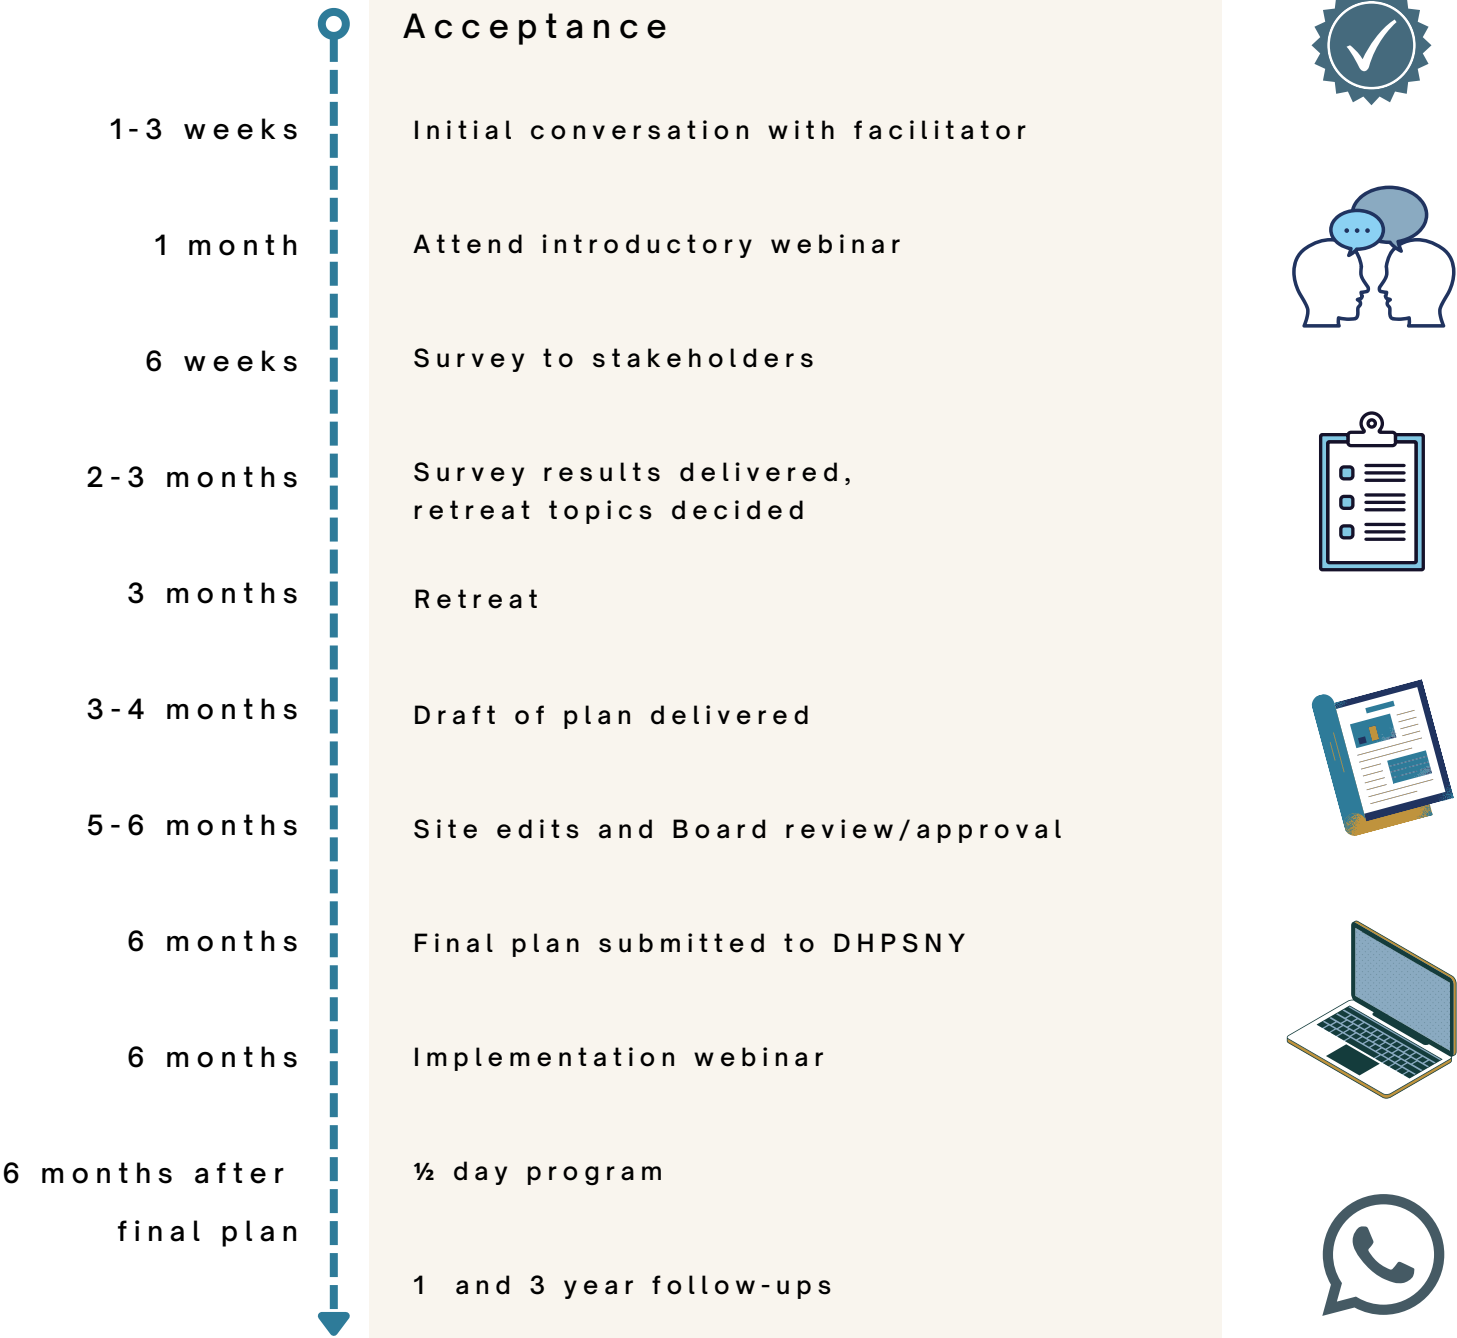 Acceptance
1-3 weeks
Initial conversation with facilitator
1 month
Attend introductory webinar
6 weeks
Survey to stakeholders
2-3 months
Survey results delivered,
retreat topics decided
3 months
Retreat
3-4 months
Draft of plan delivered
5-6 months
Site edits and Board review/approval
6 months
Final plan submitted to DHPSNY
6 months
Implementation webinar
6 months after
final plan
½ day program
1 and 3 year follow-ups